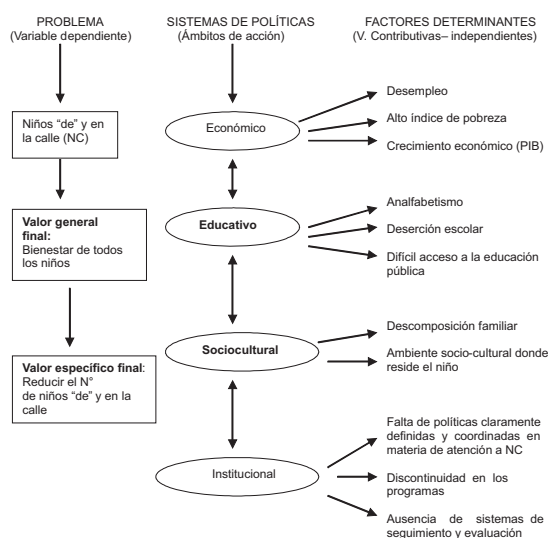 PROBLEMA
(Variable dependiente)
Niños “de” y en
la calle (NC)
Valor general
final:
Bienestar de todos
los niños
Valor específico final:
Reducir el N°
de niños “de” y en la
calle
SISTEMAS DE POLÍTICAS
(Ámbitos de acción)
Económico
Educativo
Sociocultural
Institucional
FACTORES DETERMINANTES
(V. Contributivas– independientes)
Desempleo
Alto índice de pobreza
Crecimiento económico (PIB)
Analfabetismo
Deserción escolar
Difícil acceso a la educación
pública
Descomposición familiar
Ambiente socio-cultural donde
reside el niño
Falta de políticas claramente
definidas y coordinadas en
materia de atención a NC
Discontinuidad en los
programas
Ausencia de sistemas de
seguimiento y evaluación